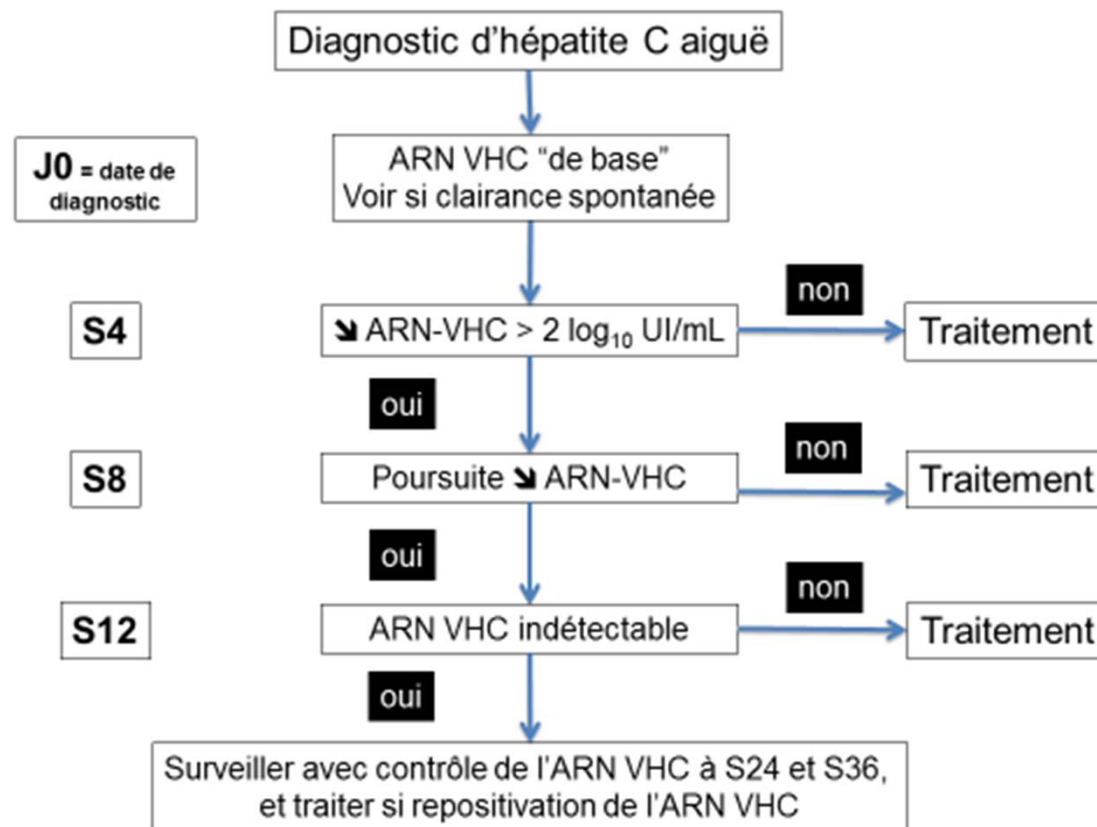 Diagnostic d'hépatite C aiguë
J0 = date de
diagnostic
ARN VHC “de base”
Voir si clairance spontanée
non
S4
➘ ARN-VHC > 2 log₁₀ UI/mL
Traitement
oui
non
S8
Poursuite ➘ ARN-VHC
Traitement
oui
non
S12
ARN VHC indétectable
Traitement
oui
Surveiller avec contrôle de l'ARN VHC à S24 et S36,
et traiter si repositivation de l'ARN VHC